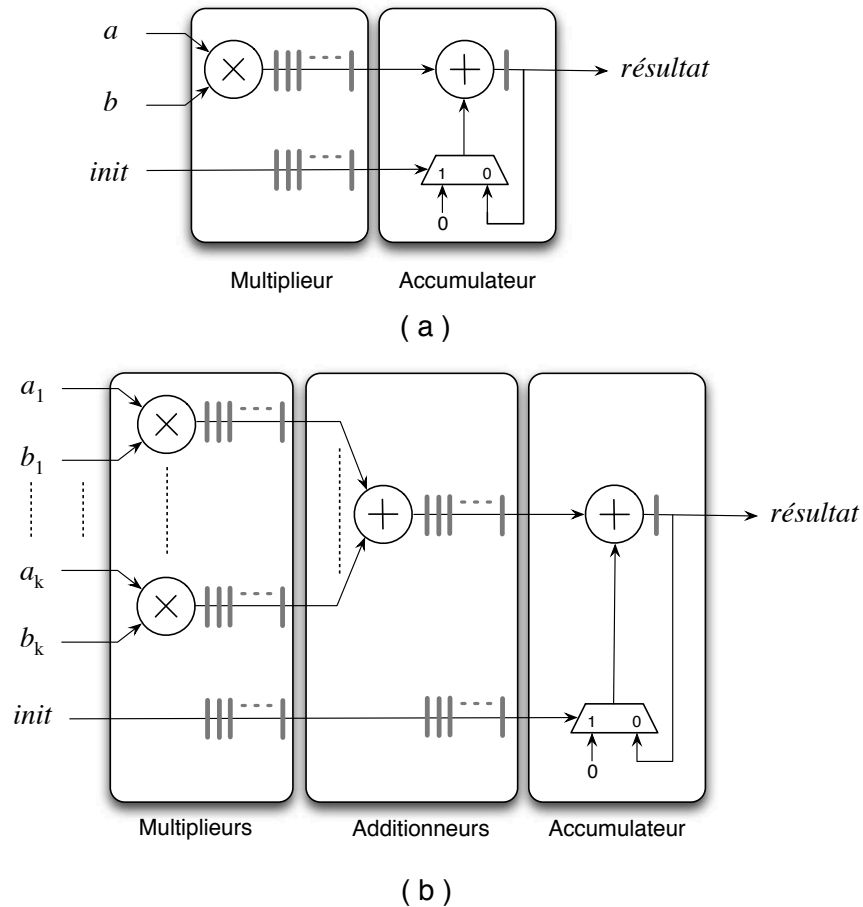 a
b
résultat
init
1 0
0
Multiplieur Accumulateur
( a )
a1
b1
résultat
ak
bk
init
1 0
0
Multiplieurs Additionneurs Accumulateur
( b )